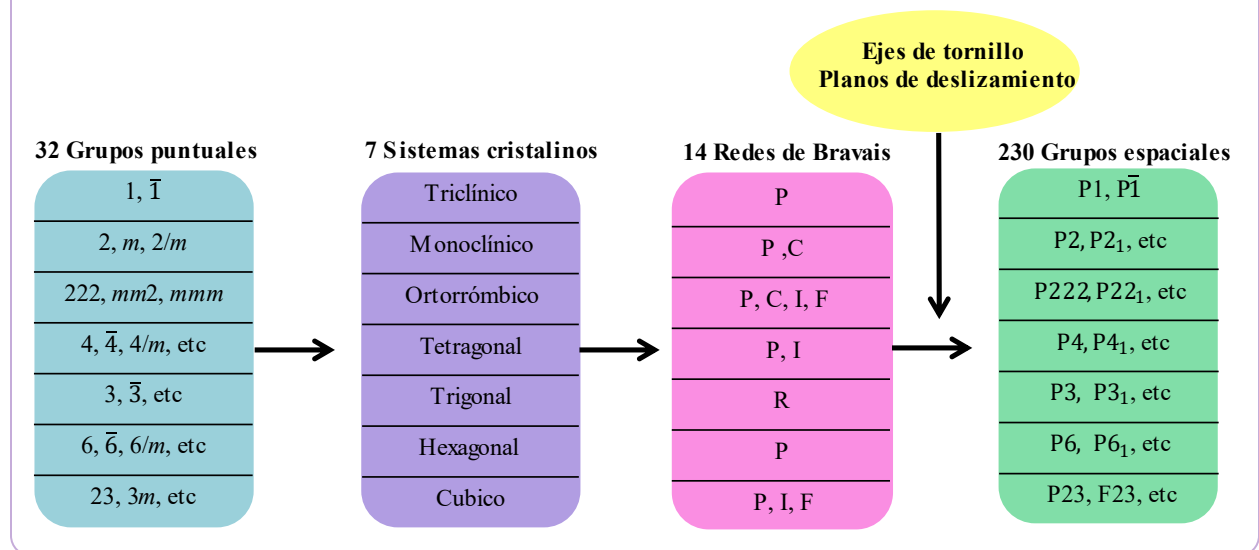 Ejes de tornillo
Planos de deslizamiento
32 Grupos puntuales
1, 1̅
2, m, 2/m
222, mm2, mmm
4, 4̅, 4/m, etc
3, 3̅, etc
6, 6̅, 6/m, etc
23, 3m, etc
7 Sistemas cristalinos
Triclínico
Monoclínico
Ortorrómbico
Tetragonal
Trigonal
Hexagonal
Cubico
14 Redes de Bravais
P
P ,C
P, C, I, F
P, I
R
P
P, I, F
230 Grupos espaciales
P1, P1̅
P2, P2₁, etc
P222, P22₁, etc
P4, P4₁, etc
P3, P3₁, etc
P6, P6₁, etc
P23, F23, etc